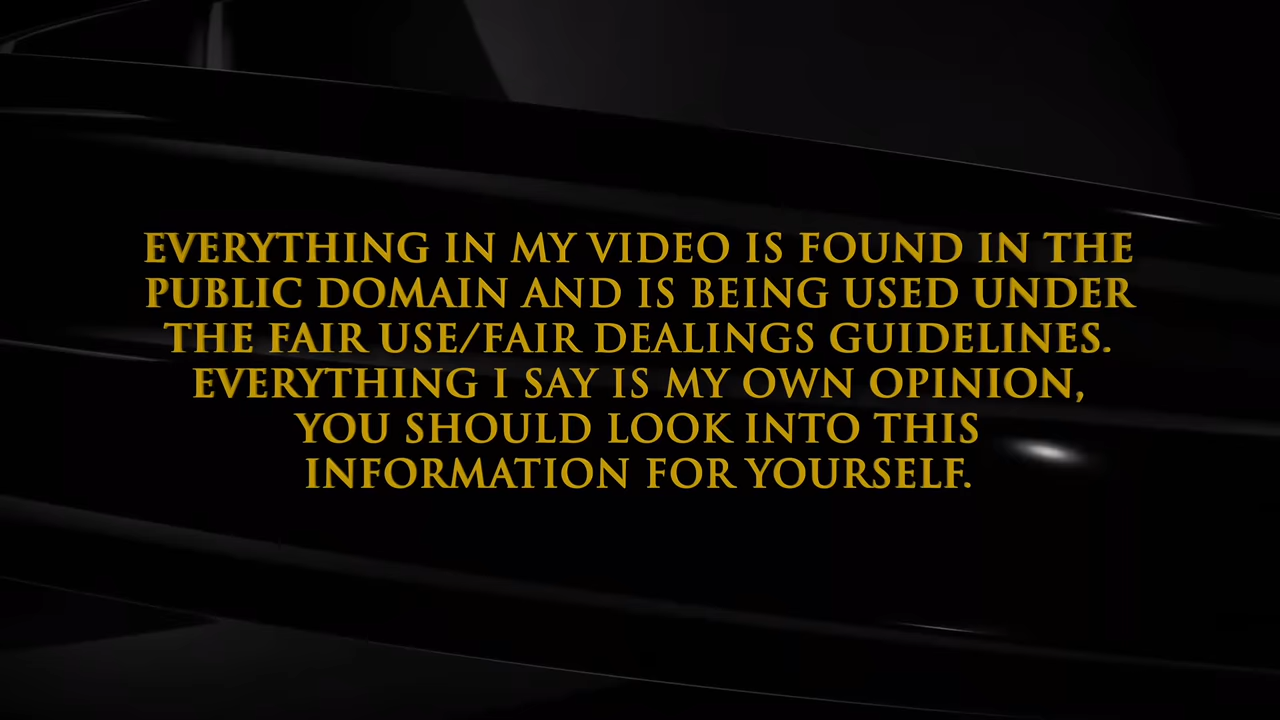 EVERYTHING IN MY VIDEO IS FOUND IN THE
PUBLIC DOMAIN AND IS BEING USED UNDER
THE FAIR USE/FAIR DEALINGS GUIDELINES.
EVERYTHING I SAY IS MY OWN OPINION,
YOU SHOULD LOOK INTO THIS
INFORMATION FOR YOURSELF.